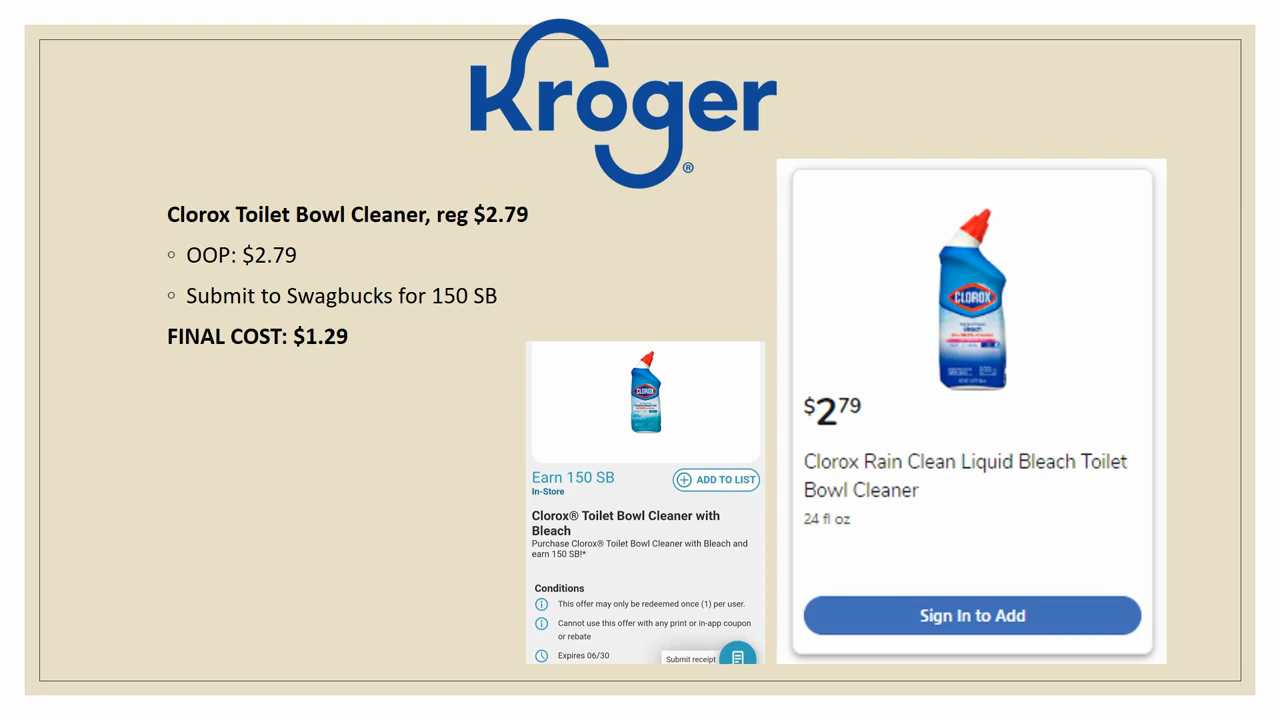 Kroger
®
Clorox Toilet Bowl Cleaner, reg $2.79
◦ OOP: $2.79
◦ Submit to Swagbucks for 150 SB
FINAL COST: $1.29
CLOROX
Earn 150 SB
In-Store
ADD TO LIST
Clorox® Toilet Bowl Cleaner with
Bleach
Purchase Clorox® Toilet Bowl Cleaner with Bleach and
earn 150 SB!*
Conditions
This offer may only be redeemed once (1) per user.
Cannot use this offer with any print or in-app coupon
or rebate
Expires 06/30
Submit receipt
CLOROX
Bleach
$2 79
Clorox Rain Clean Liquid Bleach Toilet
Bowl Cleaner
24 fl oz
Sign In to Add